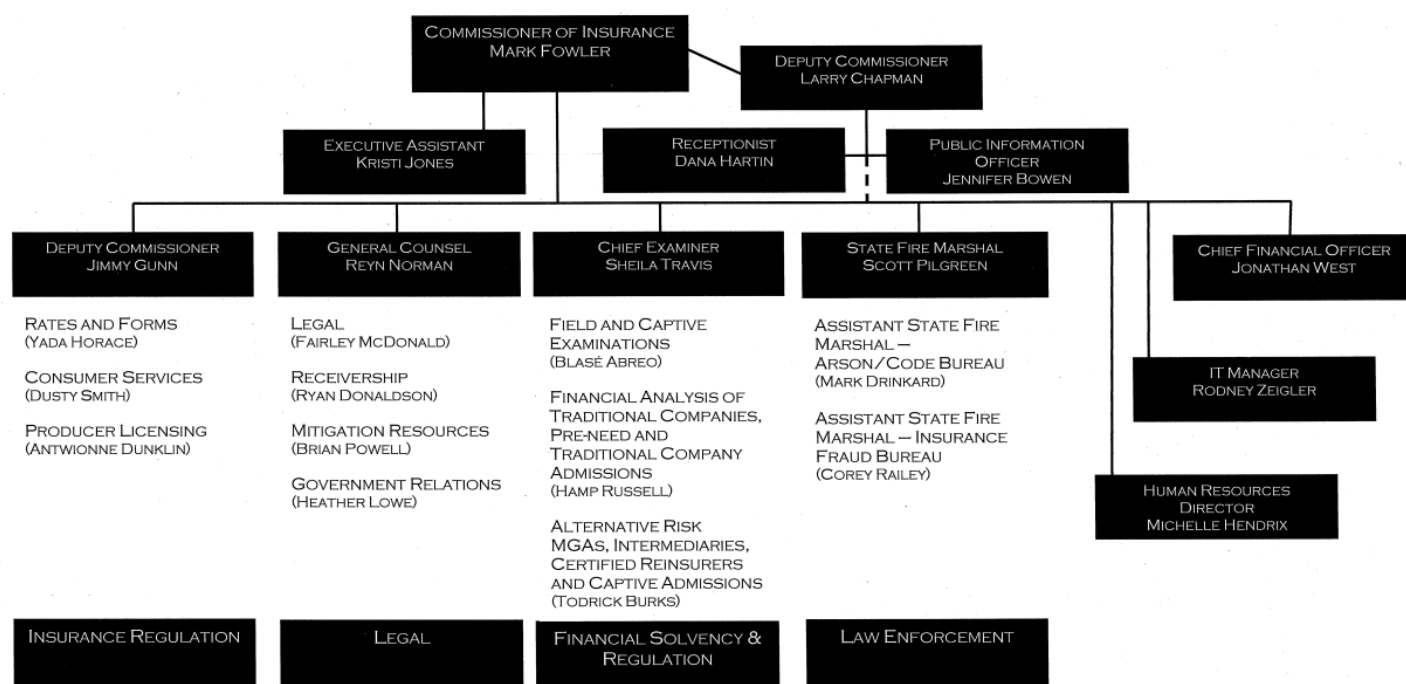 COMMISSIONER OF INSURANCE
MARK FOWLER
DEPUTY COMMISSIONER
LARRY CHAPMAN
EXECUTIVE ASSISTANT
KRISTI JONES
RECEPTIONIST
DANA HARTIN
PUBLIC INFORMATION
OFFICER
JENNIFER BOWEN
DEPUTY COMMISSIONER
JIMMY GUNN
GENERAL COUNSEL
REYN NORMAN
CHIEF EXAMINER
SHEILA TRAVIS
STATE FIRE MARSHAL
SCOTT PILGREEN
CHIEF FINANCIAL OFFICER
JONATHAN WEST
RATES AND FORMS
(YADA HORACE)
CONSUMER SERVICES
(DUSTY SMITH)
PRODUCER LICENSING
(ANTWIONNE DUNKLIN)
LEGAL
(FAIRLEY MCDONALD)
RECEIVERSHIP
(RYAN DONALDSON)
MITIGATION RESOURCES
(BRIAN POWELL)
GOVERNMENT RELATIONS
(HEATHER LOWE)
FIELD AND CAPTIVE
EXAMINATIONS
(BLASÉ ABREO)
FINANCIAL ANALYSIS OF
TRADITIONAL COMPANIES,
PRE-NEED AND
TRADITIONAL COMPANY
ADMISSIONS
(HAMP RUSSELL)
ALTERNATIVE RISK
MGAS, INTERMEDIARIES,
CERTIFIED REINSURERS
AND CAPTIVE ADMISSIONS
(TODRICK BURKS)
ASSISTANT STATE FIRE
MARSHAL –
ARSON/CODE BUREAU
(MARK DRINKARD)
ASSISTANT STATE FIRE
MARSHAL – INSURANCE
FRAUD BUREAU
(COREY RAILEY)
IT MANAGER
RODNEY ZEIGLER
HUMAN RESOURCES
DIRECTOR
MICHELLE HENDRIX
INSURANCE REGULATION
LEGAL
FINANCIAL SOLVENCY &
REGULATION
LAW ENFORCEMENT